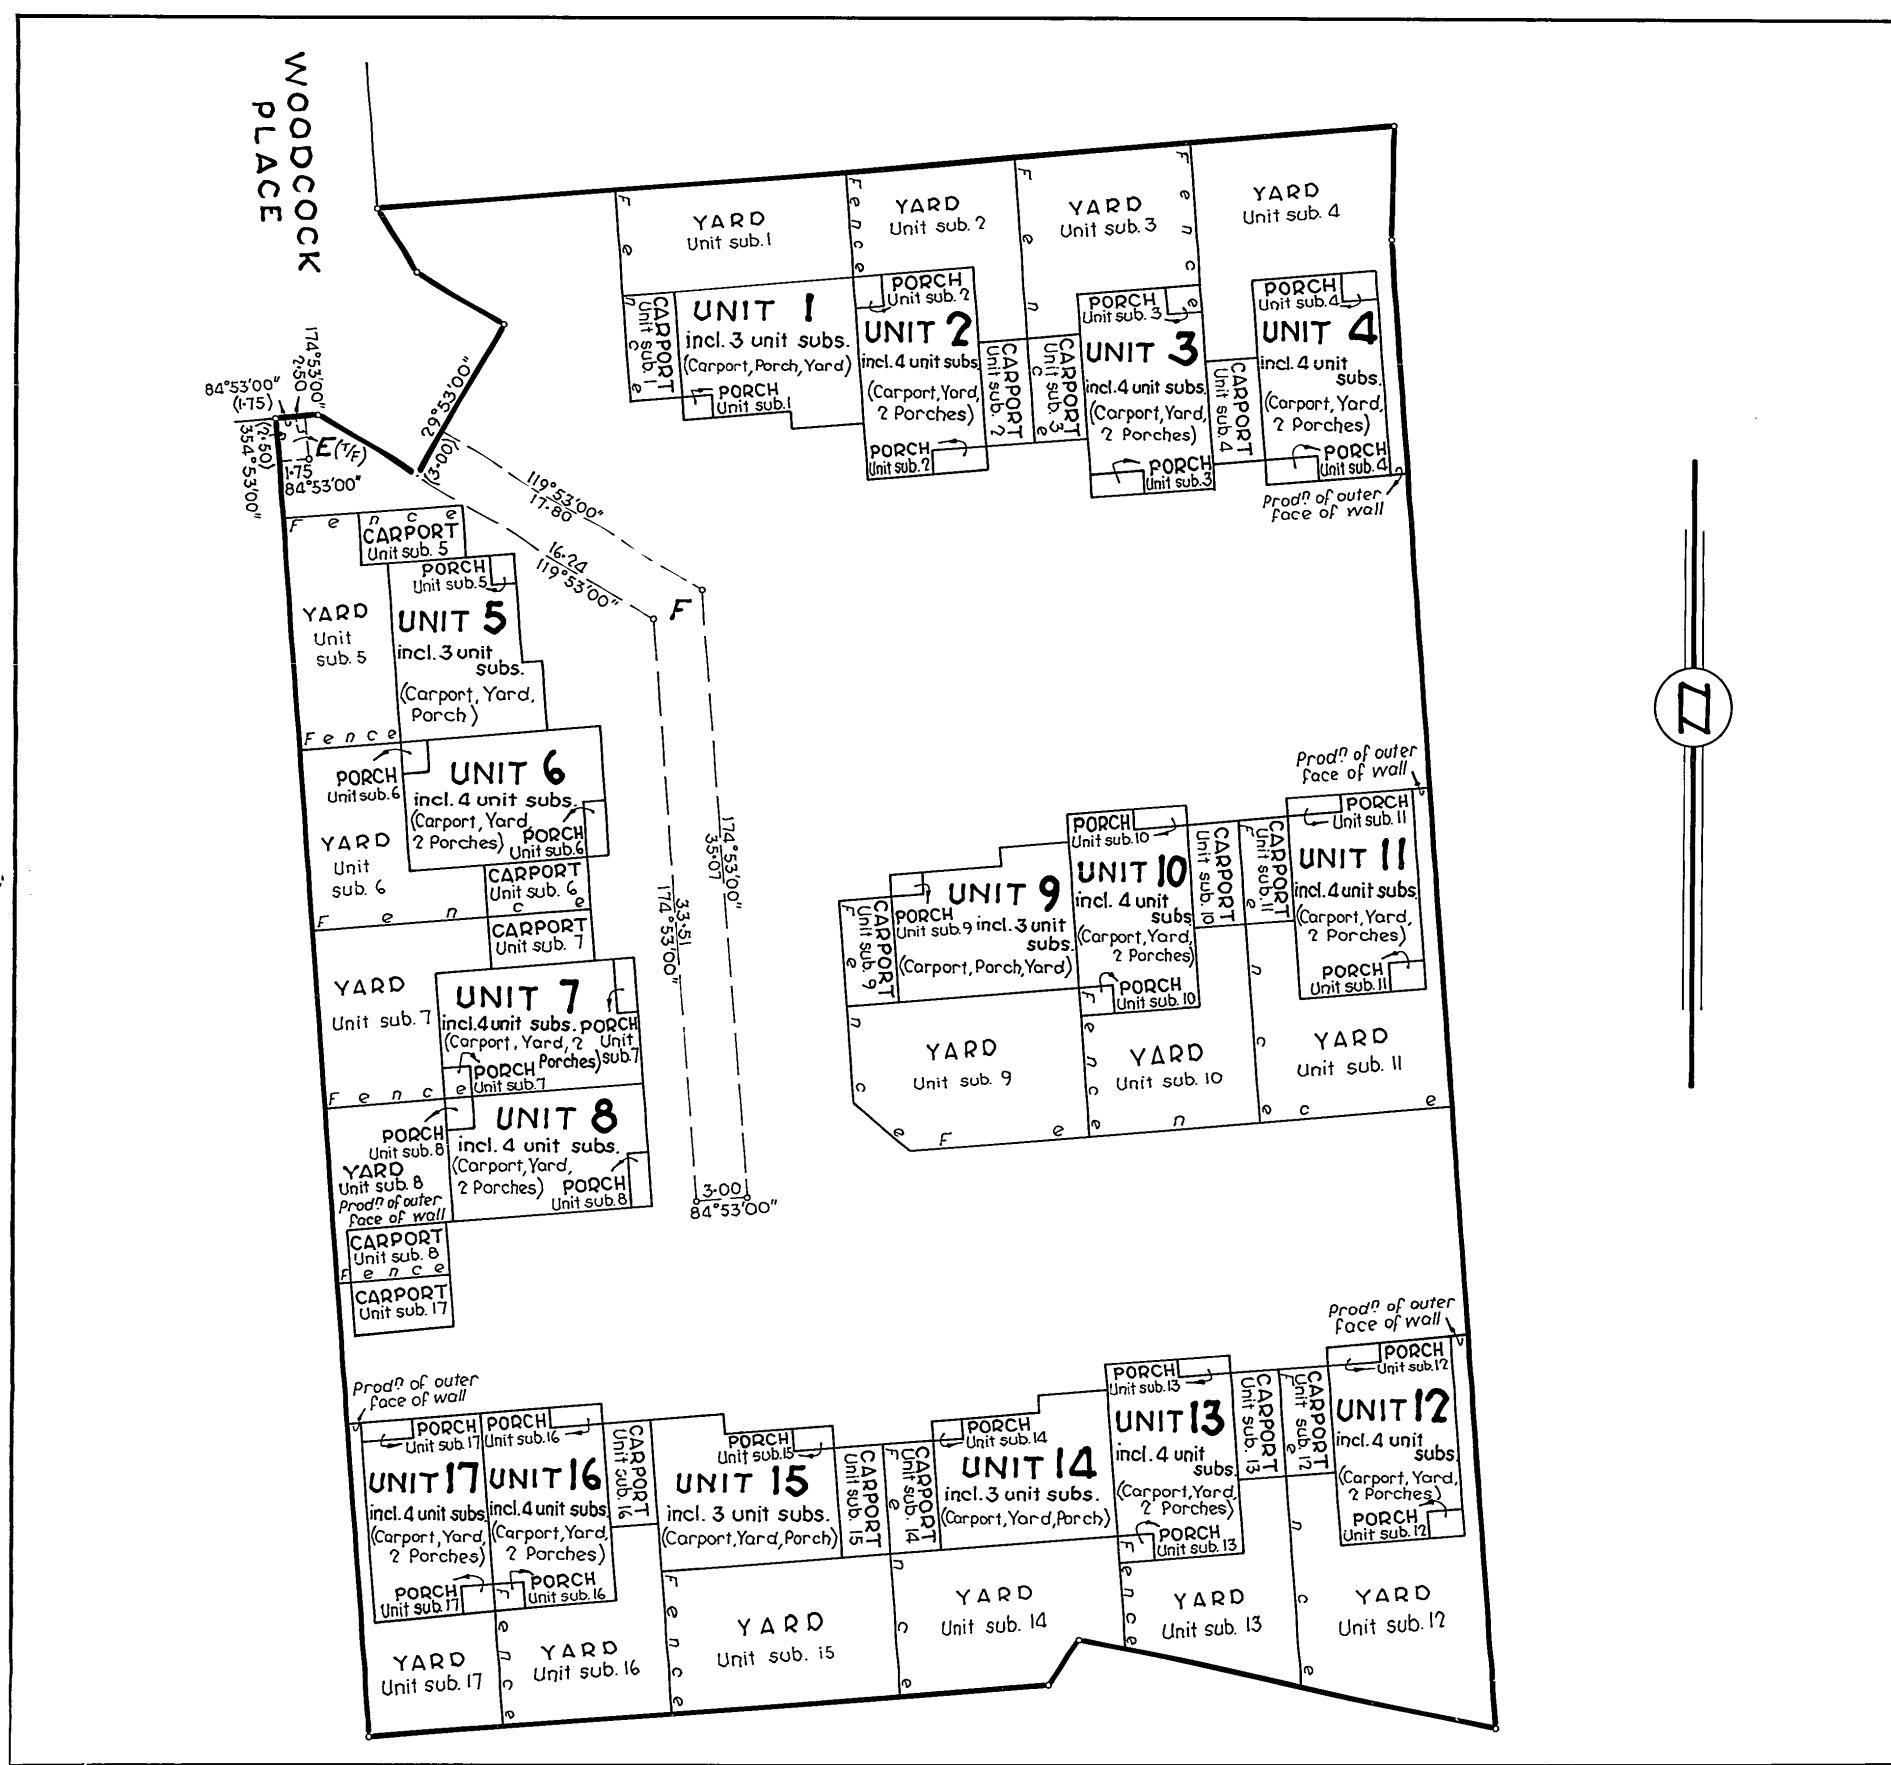 WOODCOCK
PLACE
84°53'00"
(1·75)
174°53'00"
2·50
29°53'00"
(3·00)
E (T/F)
(2·50)
354°53'00"
1·75
84°53'00"
119°53'00"
17·80
16·24
119°53'00"
F
174°53'00"
35·07
33·51
174°53'00"
3·00
84°53'00"
YARD
Unit sub. 1
Fence
CARPORT
Unit sub. 1
UNIT 1
incl. 3 unit subs.
(Carport, Porch, Yard)
PORCH
Unit sub. 1
YARD
Unit sub. 2
Fence
PORCH
Unit sub. 2
UNIT 2
incl. 4 unit subs
(Carport, Yard,
2 Porches)
PORCH
Unit sub. 2
CARPORT
Unit sub. 2
Fence
YARD
Unit sub. 3
CARPORT
Unit sub. 3
PORCH
Unit sub. 3
UNIT 3
incl. 4 unit subs.
(Carport, Yard,
2 Porches)
PORCH
Unit sub. 3
Fence
YARD
Unit sub. 4
CARPORT
Unit sub. 4
PORCH
Unit sub. 4
UNIT 4
incl. 4 unit
subs.
(Carport, Yard,
2 Porches)
PORCH
Unit sub. 4
Prodn of outer
face of wall
Fence
CARPORT
Unit sub. 5
PORCH
Unit sub. 5
YARD
Unit
sub. 5
UNIT 5
incl. 3 unit
subs.
(Carport, Yard,
Porch)
Fence
PORCH
Unit sub. 6
UNIT 6
incl. 4 unit subs.
(Carport, Yard,
2 Porches)
PORCH
Unit sub. 6
YARD
Unit
sub. 6
CARPORT
Unit sub. 6
Fence
CARPORT
Unit sub. 7
YARD
Unit sub. 7
UNIT 7
incl. 4 unit subs.
(Carport, Yard, 2
Porches)
PORCH
Unit
sub. 7
PORCH
Unit sub. 7
Fence
PORCH
Unit sub. 8
UNIT 8
incl. 4 unit subs.
(Carport, Yard,
2 Porches)
PORCH
Unit sub. 8
YARD
Unit sub. 8
Prodn of outer
face of wall
CARPORT
Unit sub. 8
Fence
CARPORT
Unit sub. 17
Prodn of outer
face of wall
CARPORT
Unit sub. 9
PORCH
Unit sub. 9
UNIT 9
incl. 3 unit
subs.
(Carport, Porch, Yard)
Fence
YARD
Unit sub. 9
PORCH
Unit sub. 10
UNIT 10
incl. 4 unit
subs
(Carport, Yard,
2 Porches)
PORCH
Unit sub. 10
CARPORT
Unit sub. 10
Fence
YARD
Unit sub. 10
Fence
CARPORT
Unit sub. 11
PORCH
Unit sub. 11
UNIT 11
incl. 4 unit subs.
(Carport, Yard,
2 Porches)
PORCH
Unit sub. 11
YARD
Unit sub. 11
Fence
Prodn of outer
face of wall
Prodn of outer
face of wall
PORCH
Unit sub. 17
UNIT 17
incl. 4 unit subs
(Carport, Yard,
2 Porches)
PORCH
Unit sub. 17
YARD
Unit sub. 17
Fence
PORCH
Unit sub. 16
UNIT 16
incl. 4 unit subs
(Carport, Yard,
2 Porches)
PORCH
Unit sub. 16
CARPORT
Unit sub. 16
YARD
Unit sub. 16
Fence
PORCH
Unit sub. 15
UNIT 15
incl. 3 unit subs.
(Carport, Yard, Porch)
CARPORT
Unit sub. 15
YARD
Unit sub. 15
Fence
CARPORT
Unit sub. 14
PORCH
Unit sub. 14
UNIT 14
incl. 3 unit subs.
(Carport, Yard, Porch)
YARD
Unit sub. 14
PORCH
Unit sub. 13
UNIT 13
incl. 4 unit
subs.
(Carport, Yard,
2 Porches)
PORCH
Unit sub. 13
CARPORT
Unit sub. 13
Fence
YARD
Unit sub. 13
Fence
CARPORT
Unit sub. 12
PORCH
Unit sub. 12
UNIT 12
incl. 4 unit
subs
(Carport, Yard,
2 Porches)
PORCH
Unit sub. 12
YARD
Unit sub. 12
Z